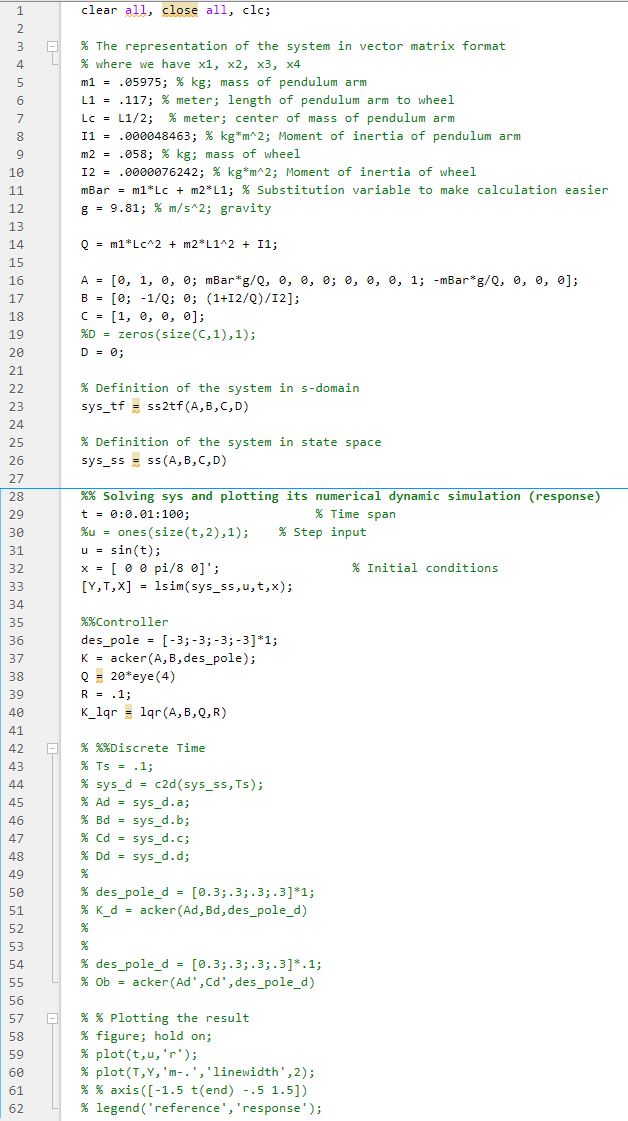 1 clear all, close all, clc;
2
3 % The representation of the system in vector matrix format
4 % where we have x1, x2, x3, x4
5 m1 = .05975; % kg; mass of pendulum arm
6 L1 = .117; % meter; length of pendulum arm to wheel
7 Lc = L1/2;  % meter; center of mass of pendulum arm
8 I1 = .000048463; % kg*m^2; Moment of inertia of pendulum arm
9 m2 = .058; % kg; mass of wheel
10 I2 = .0000076242; % kg*m^2; Moment of inertia of wheel
11 mBar = m1*Lc + m2*L1; % Substitution variable to make calculation easier
12 g = 9.81; % m/s^2; gravity
13
14 Q = m1*Lc^2 + m2*L1^2 + I1;
15
16 A = [0, 1, 0, 0; mBar*g/Q, 0, 0, 0; 0, 0, 0, 1; -mBar*g/Q, 0, 0, 0];
17 B = [0; -1/Q; 0; (1+I2/Q)/I2];
18 C = [1, 0, 0, 0];
19 %D = zeros(size(C,1),1);
20 D = 0;
21
22 % Definition of the system in s-domain
23 sys_tf = ss2tf(A,B,C,D)
24
25 % Definition of the system in state space
26 sys_ss = ss(A,B,C,D)
27
28 %% Solving sys and plotting its numerical dynamic simulation (response)
29 t = 0:0.01:100;                 % Time span
30 %u = ones(size(t,2),1);    % Step input
31 u = sin(t);
32 x = [ 0 0 pi/8 0]';                  % Initial conditions
33 [Y,T,X] = lsim(sys_ss,u,t,x);
34
35 %%Controller
36 des_pole = [-3;-3;-3;-3]*1;
37 K = acker(A,B,des_pole);
38 Q = 20*eye(4)
39 R = .1;
40 K_lqr = lqr(A,B,Q,R)
41
42 % %%Discrete Time
43 % Ts = .1;
44 % sys_d = c2d(sys_ss,Ts);
45 % Ad = sys_d.a;
46 % Bd = sys_d.b;
47 % Cd = sys_d.c;
48 % Dd = sys_d.d;
49 %
50 % des_pole_d = [0.3;.3;.3;.3]*1;
51 % K_d = acker(Ad,Bd,des_pole_d)
52 %
53 %
54 % des_pole_d = [0.3;.3;.3;.3]*.1;
55 % Ob = acker(Ad',Cd',des_pole_d)
56
57 % % Plotting the result
58 % figure; hold on;
59 % plot(t,u,'r');
60 % plot(T,Y,'m-.','linewidth',2);
61 % % axis([-1.5 t(end) -.5 1.5])
62 % legend('reference','response');